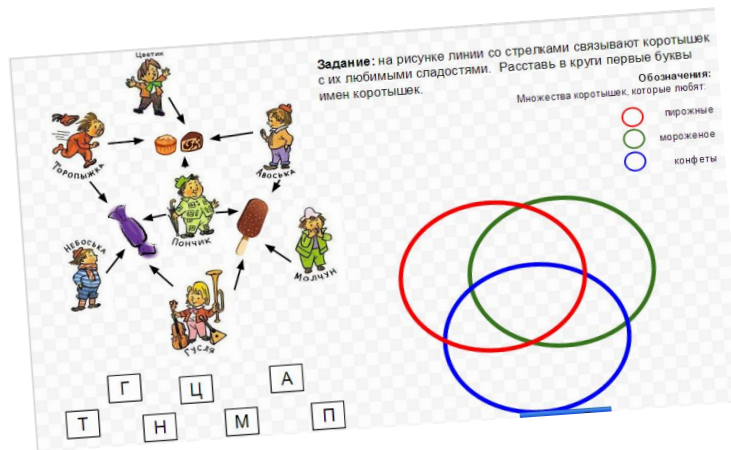 Цветик
Задание: на рисунке линии со стрелками связывают коротышек
с их любимыми сладостями. Расставь в круги первые буквы
имен коротышек.
Обозначения:
Множества коротышек, которые любят:
пирожные
мороженое
конфеты
Торопыжка
Авоська
Пончик
Небоська
Молчун
Гусля
Г
Ц
А
Т
Н
М
П